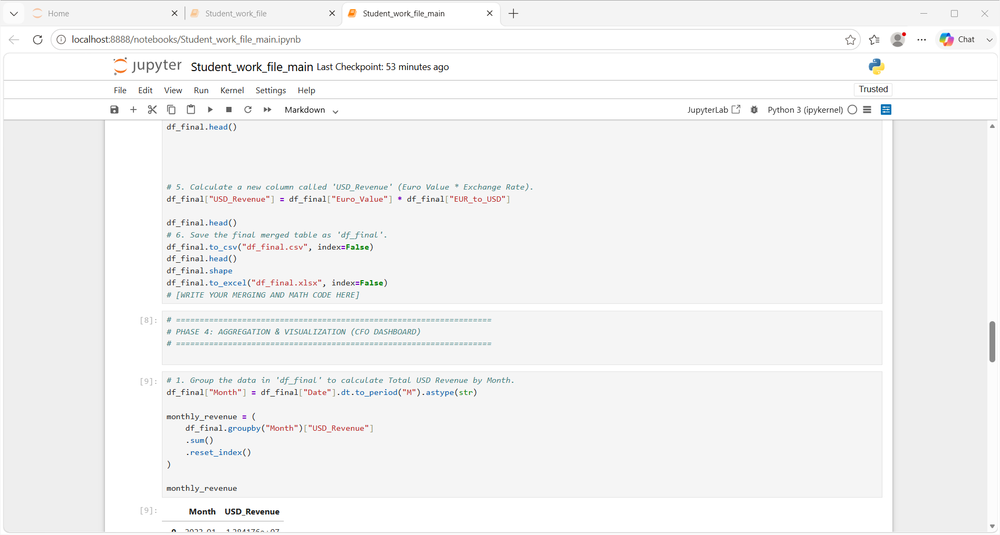 Home
Student_work_file
Student_work_file_main
localhost:8888/notebooks/Student_work_file_main.ipynb
Chat
jupyter
Student_work_file_main Last Checkpoint: 53 minutes ago
File Edit View Run Kernel Settings Help
Trusted
Markdown
JupyterLab
Python 3 (ipykernel)
df_final.head()
# 5. Calculate a new column called 'USD_Revenue' (Euro Value * Exchange Rate).
df_final["USD_Revenue"] = df_final["Euro_Value"] * df_final["EUR_to_USD"]
df_final.head()
# 6. Save the final merged table as 'df_final'.
df_final.to_csv("df_final.csv", index=False)
df_final.head()
df_final.shape
df_final.to_excel("df_final.xlsx", index=False)
# [WRITE YOUR MERGING AND MATH CODE HERE]
[8]: # ===================================================================
# PHASE 4: AGGREGATION & VISUALIZATION (CFO DASHBOARD)
# ===================================================================
[9]: # 1. Group the data in 'df_final' to calculate Total USD Revenue by Month.
df_final["Month"] = df_final["Date"].dt.to_period("M").astype(str)
monthly_revenue = (
    df_final.groupby("Month")["USD_Revenue"]
    .sum()
    .reset_index()
)
monthly_revenue
[9]: Month USD_Revenue
0 2023-01 1.284176e+07